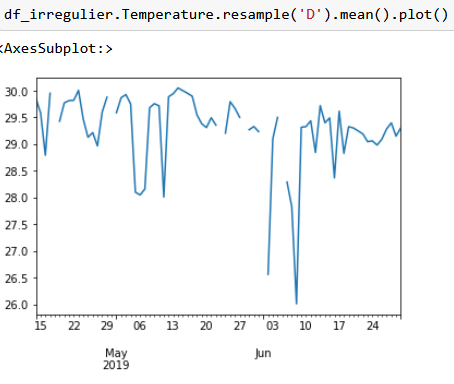 df_irregulier.Temperature.resample('D').mean().plot()
<AxesSubplot:>
30.0
29.5
29.0
28.5
28.0
27.5
27.0
26.5
26.0
15 22 29 06 13 20 27 03 10 17 24
May Jun
2019